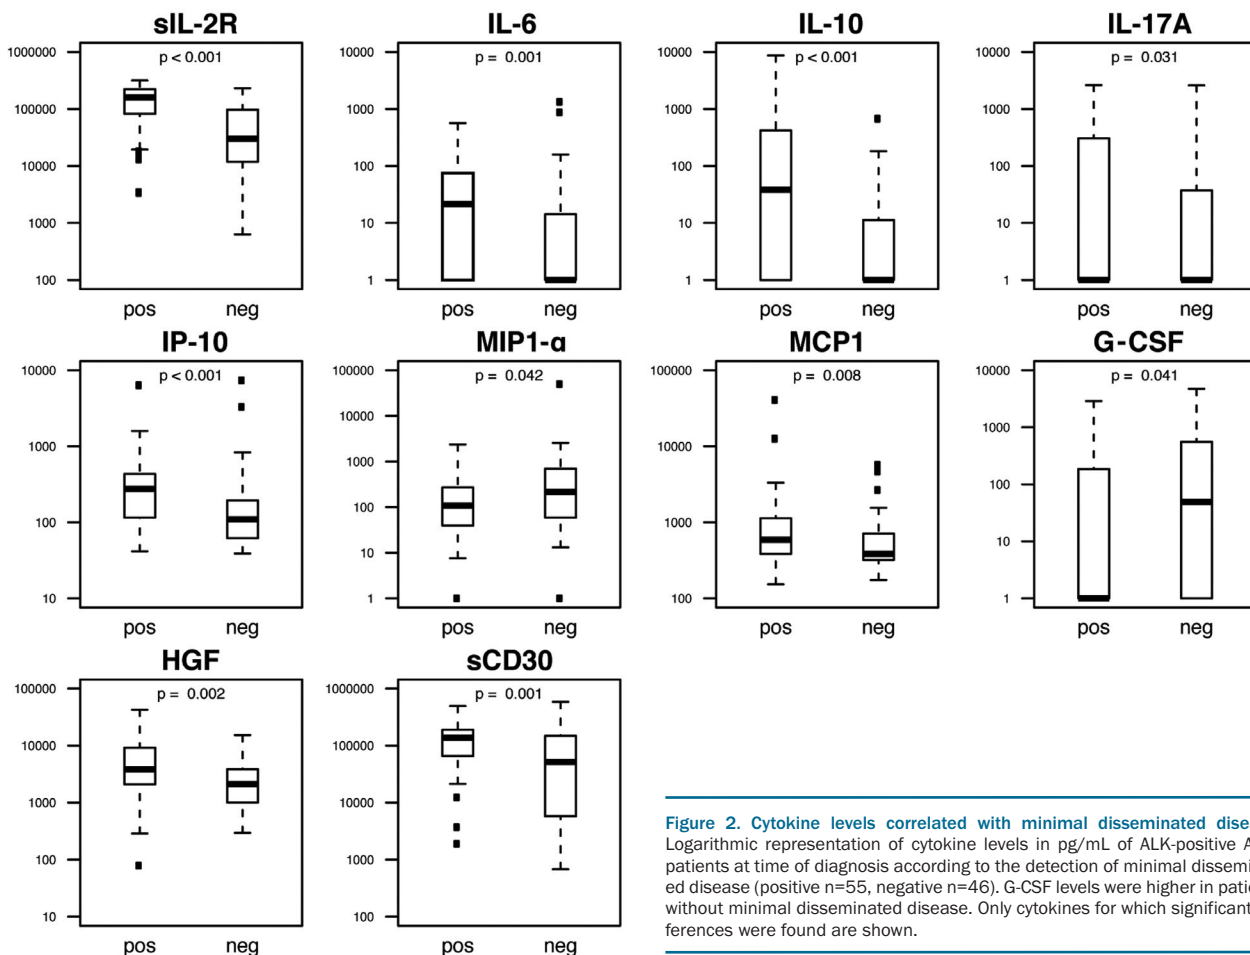 sIL-2R
IL-6
IL-10
IL-17A
1000000
100000
10000
1000
100
p < 0.001
pos
neg
10000
1000
100
10
1
p = 0.001
pos
neg
10000
1000
100
10
1
p < 0.001
pos
neg
10000
1000
100
10
1
p = 0.031
pos
neg
IP-10
MIP1-α
MCP1
G-CSF
10000
1000
100
10
p < 0.001
pos
neg
100000
10000
1000
100
10
1
p = 0.042
pos
neg
100000
10000
1000
100
p = 0.008
pos
neg
10000
1000
100
10
1
p = 0.041
pos
neg
HGF
sCD30
100000
10000
1000
100
10
p = 0.002
pos
neg
1000000
100000
10000
1000
100
p = 0.001
pos
neg
Figure 2. Cytokine levels correlated with minimal disseminated
Logarithmic representation of cytokine levels in pg/mL of ALK-positive
patients at time of diagnosis according to the detection of minimal
ed disease (positive n=55, negative n=46). G-CSF levels were higher in
without minimal disseminated disease. Only cytokines for which significant
ferences were found are shown.